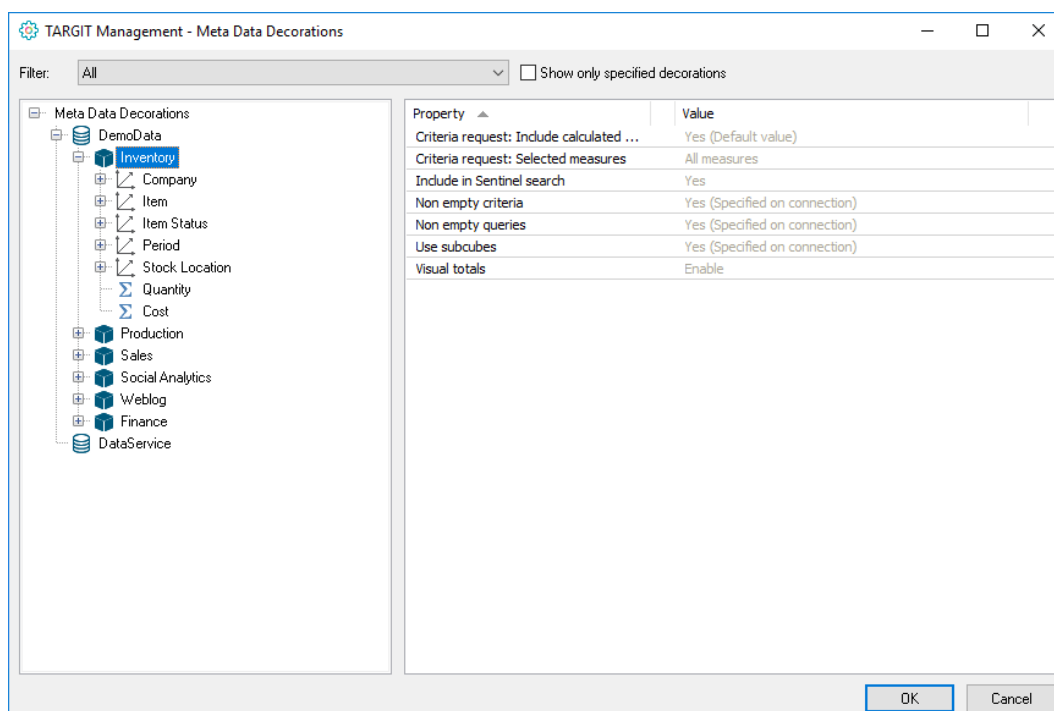 TARGIT Management - Meta Data Decorations
Filter: All Show only specified decorations
Meta Data Decorations
DemoData
Inventory
Company
Item
Item Status
Period
Stock Location
Quantity
Cost
Production
Sales
Social Analytics
Weblog
Finance
DataService
Property Value
Criteria request: Include calculated ... Yes (Default value)
Criteria request: Selected measures All measures
Include in Sentinel search Yes
Non empty criteria Yes (Specified on connection)
Non empty queries Yes (Specified on connection)
Use subcubes Yes (Specified on connection)
Visual totals Enable
OK Cancel